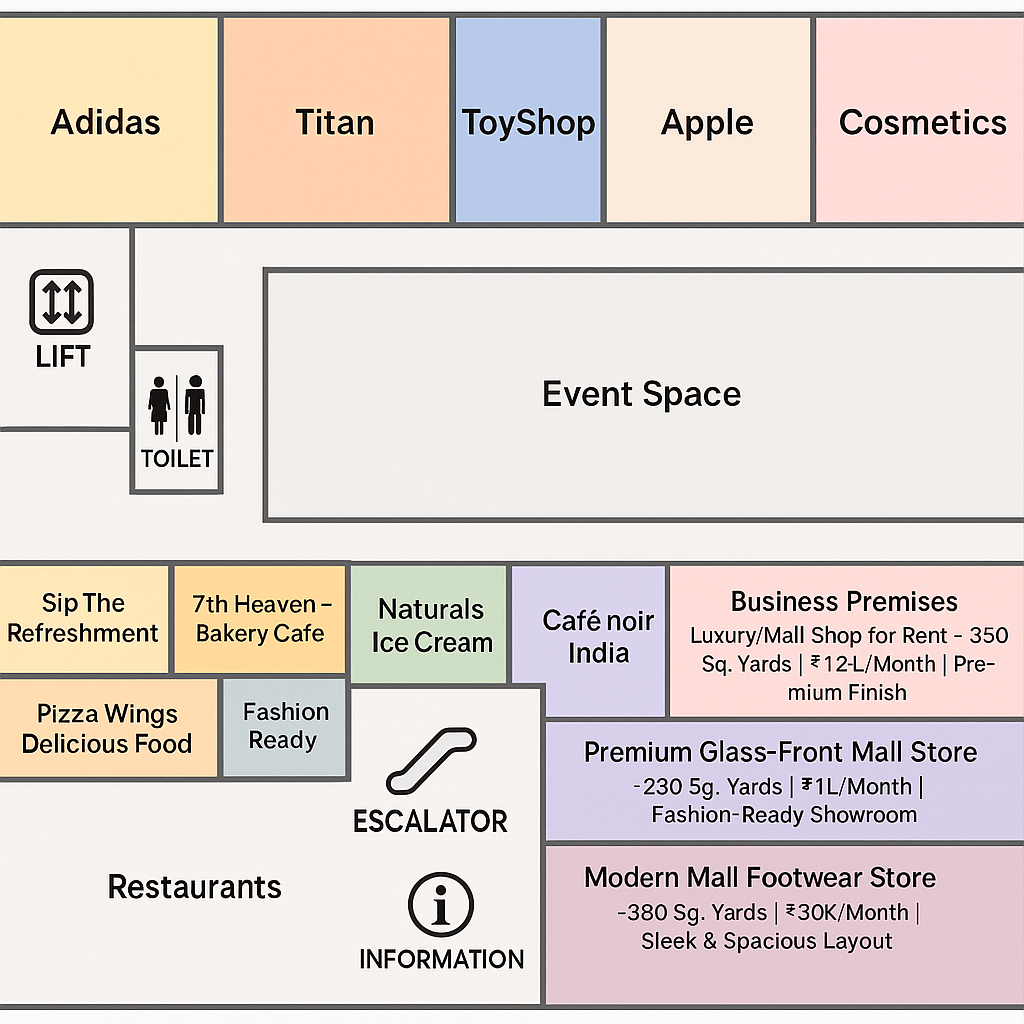 Adidas
Titan
ToyShop
Apple
Cosmetics
LIFT
TOILET
Event Space
Sip The
Refreshment
7th Heaven –
Bakery Cafe
Naturals
Ice Cream
Café noir
India
Business Premises
Luxury/Mall Shop for Rent - 350
Sq. Yards | ₹12-L/Month | Pre-
mium Finish
Pizza Wings
Delicious Food
Fashion
Ready
ESCALATOR
Premium Glass-Front Mall Store
-230 5g. Yards | ₹1L/Month |
Fashion-Ready Showroom
Restaurants
INFORMATION
Modern Mall Footwear Store
-380 Sg. Yards | ₹30K/Month |
Sleek & Spacious Layout